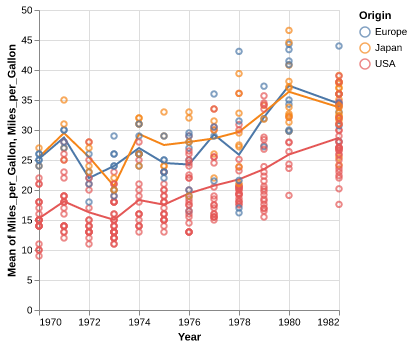 Origin
Europe
Japan
USA
50
45
40
35
30
25
20
15
10
5
0
Mean of Miles_per_Gallon, Miles_per_Gallon
1970 1972 1974 1976 1978 1980 1982
Year